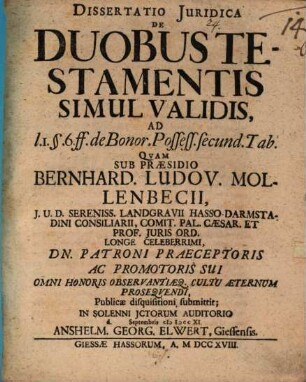 DISSERTATIO JURIDICA
DE
DUOBUS TE-
STAMENTIS
SIMUL VALIDIS,
AD
l.1.§.6.ff.de Bonor. Possess. secund. Tab.
QUAM
SUB PRÆSIDIO
BERNHARD. LUDOV. MOL-
LENBECII,
J. U. D. SERENISS. LANDGRAVII HASSO-DARMSTA-
DINI CONSILIARII, COMIT. PAL. CÆSAR. ET
PROF. JURIS ORD.
LONGE CELEBERRIMI,
DN. PATRONI PRAECEPTORIS
AC PROMOTORIS SUI
OMNI HONORIS OBSERVANTIÆQ. CULTU ÆTERNUM
PROSEQUENDI,
Publicæ disquisitioni submittit;
IN SOLENNI JCTORUM AUDITORIO
d. Septembris
ANSHELM. GEORG. ELWERT, Giessensis.
GIESSÆ HASSORUM, A. M DCC XVIII.